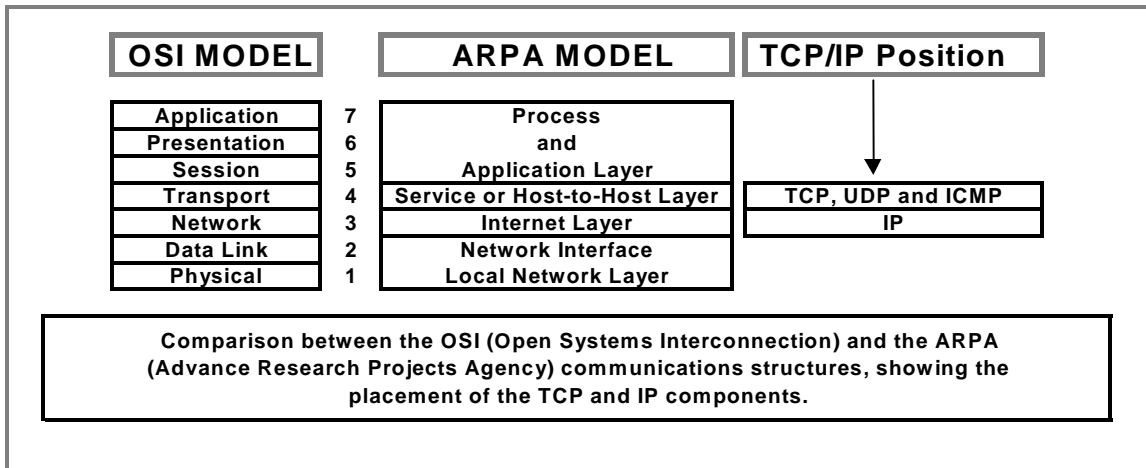 OSI MODEL ARPA MODEL TCP/IP Position
Application 7 Process
Presentation 6 and
Session 5 Application Layer
Transport 4 Service or Host-to-Host Layer TCP, UDP and ICMP
Network 3 Internet Layer IP
Data Link 2 Network Interface
Physical 1 Local Network Layer
Comparison between the OSI (Open Systems Interconnection) and the ARPA
(Advance Research Projects Agency) communications structures, showing the
placement of the TCP and IP components.